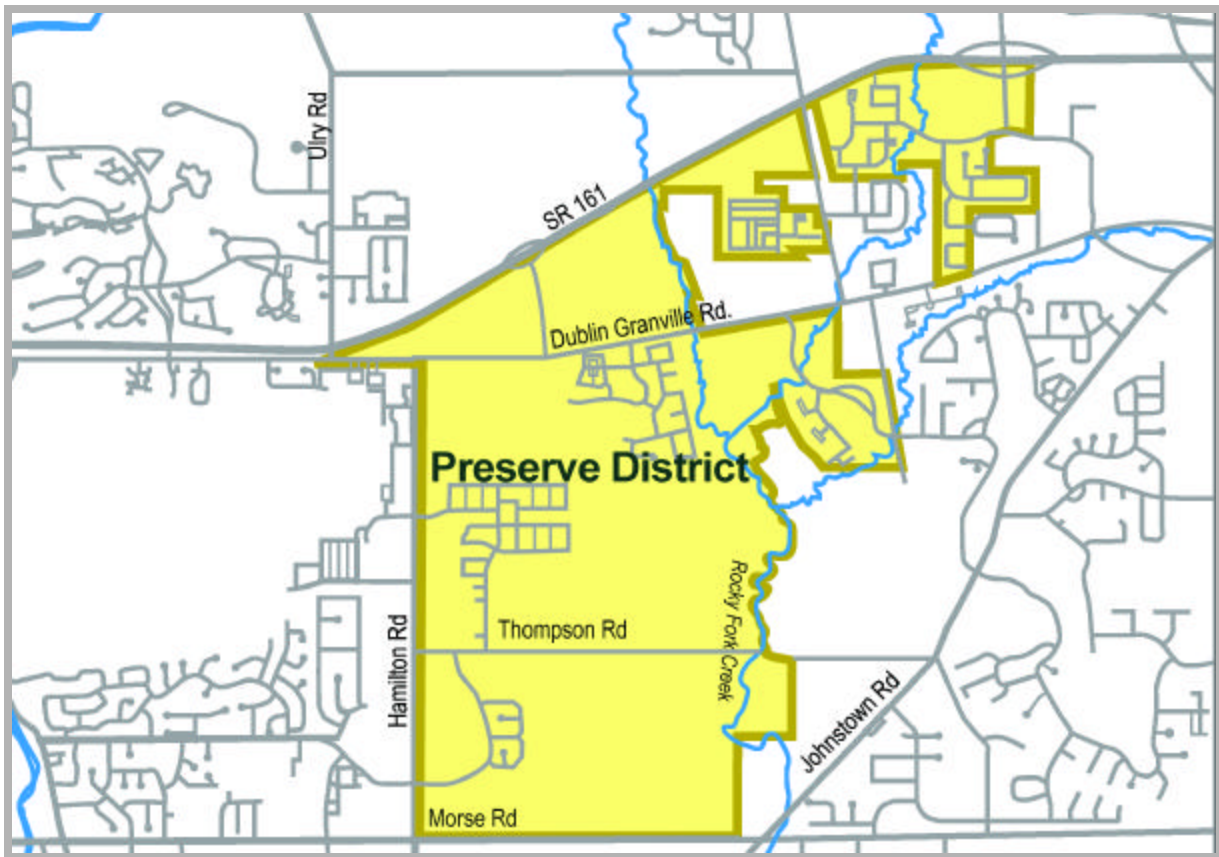 Ulry Rd
SR 161
Dublin Granville Rd.
Preserve District
Rocky Fork Creek
Thompson Rd
Hamilton Rd
Johnstown Rd
Morse Rd